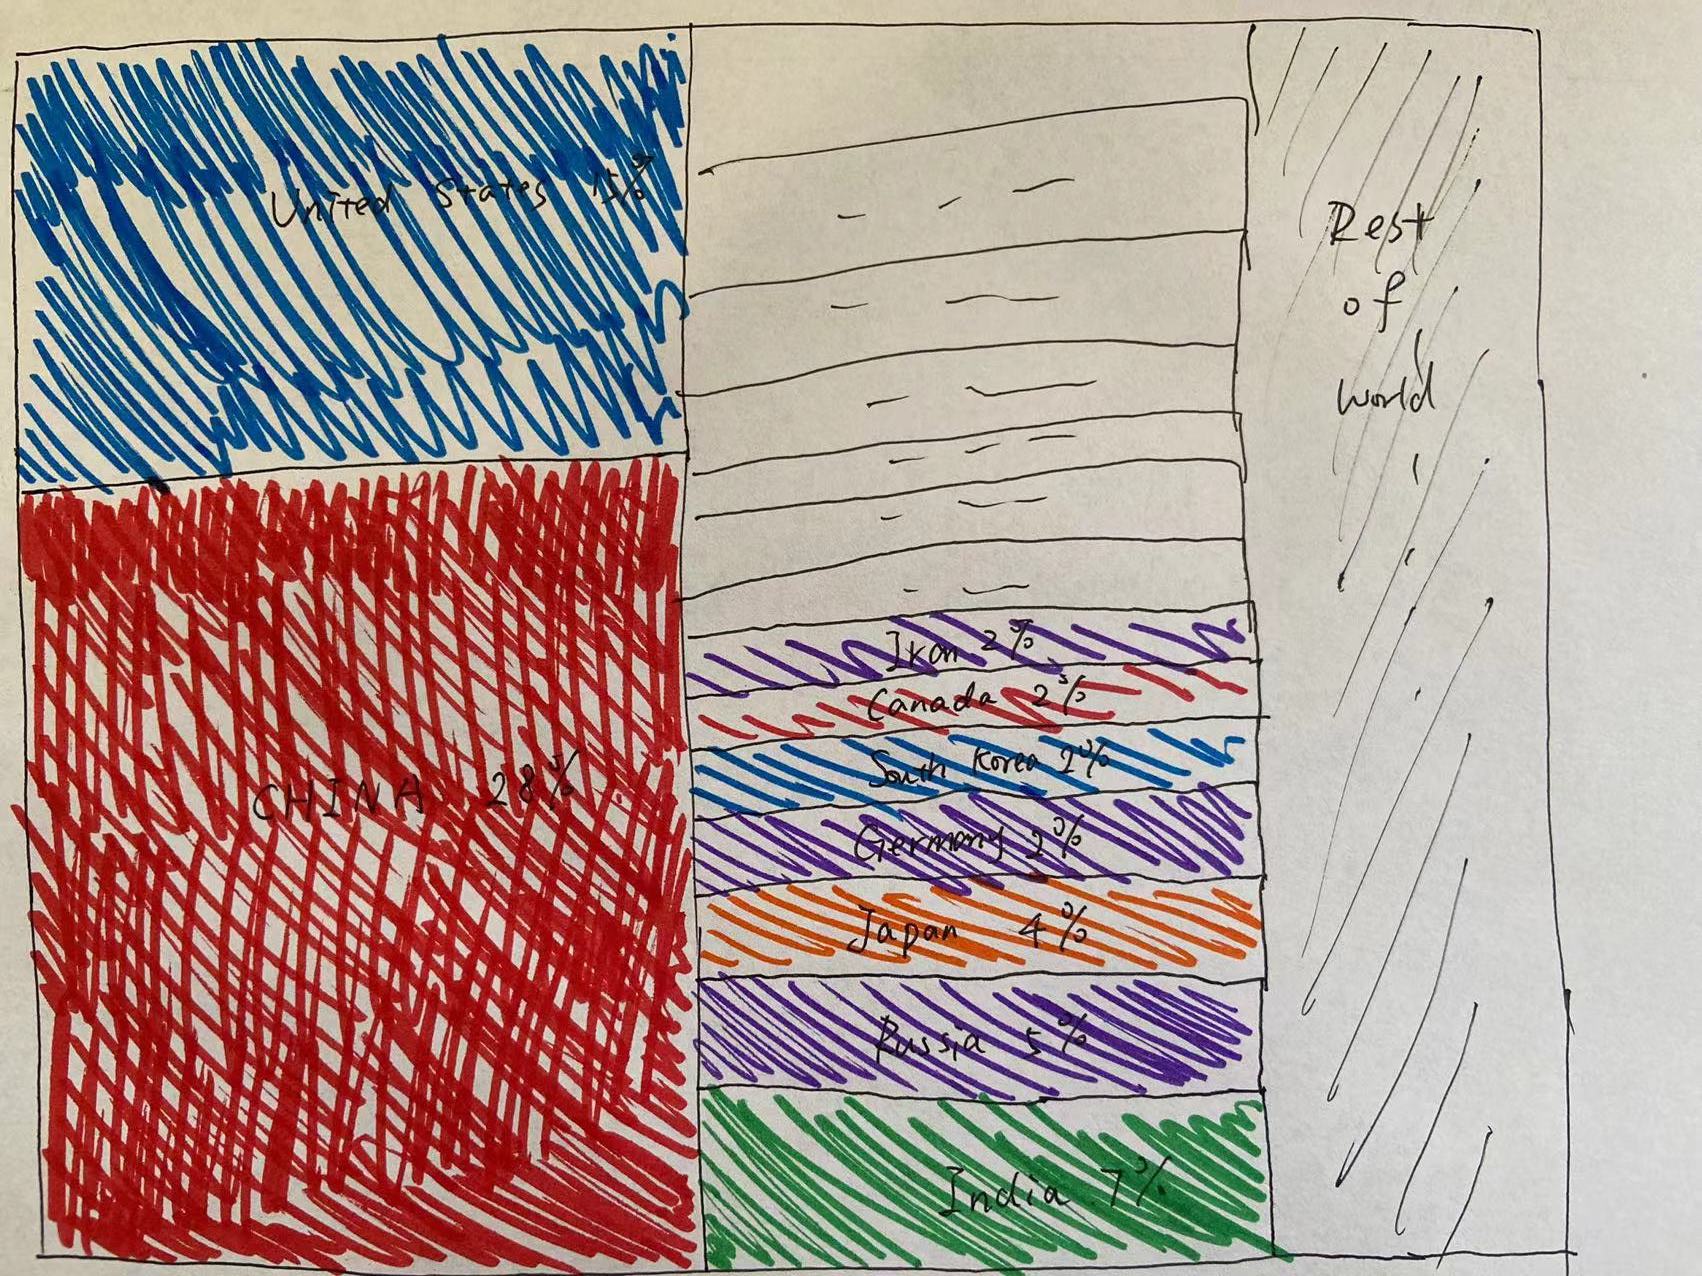 United States 15%
CHINA 28%
Iran 2%
Canada 2%
South Korea 2%
Germany 2%
Japan 4%
Russia 5%
India 7%
Rest
of
world